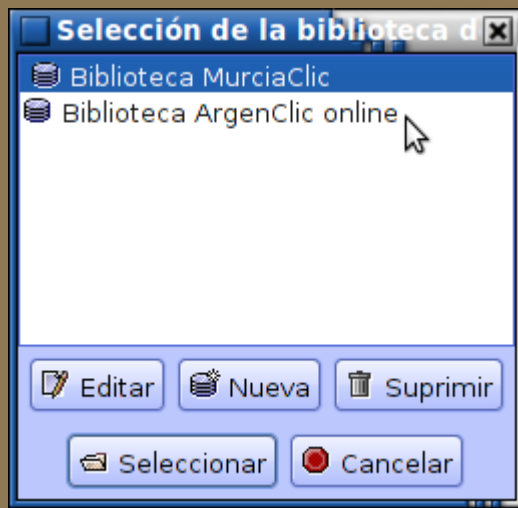 Selección de la biblioteca d
Biblioteca MurciaClic
Biblioteca ArgenClic online
Editar Nueva Suprimir
Seleccionar Cancelar